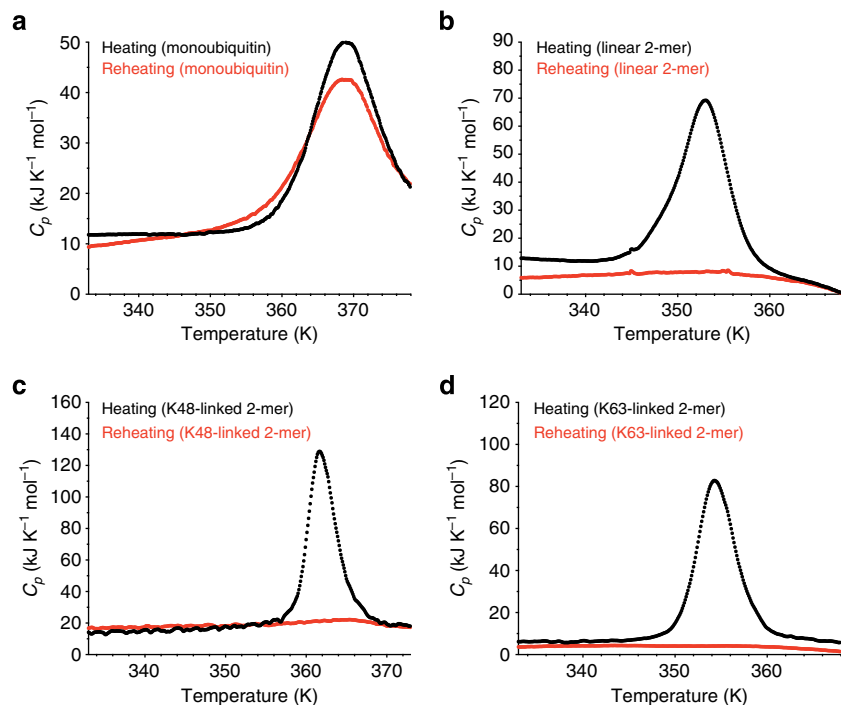 a
50
40
30
20
10
0
Heating (monoubiquitin)
Reheating (monoubiquitin)
C_p (kJ K⁻¹ mol⁻¹)
340
350
360
370
Temperature (K)
b
90
80
70
60
50
40
30
20
10
0
Heating (linear 2-mer)
Reheating (linear 2-mer)
C_p (kJ K⁻¹ mol⁻¹)
340
350
360
Temperature (K)
c
160
140
120
100
80
60
40
20
0
Heating (K48-linked 2-mer)
Reheating (K48-linked 2-mer)
C_p (kJ K⁻¹ mol⁻¹)
340
350
360
370
Temperature (K)
d
120
100
80
60
40
20
0
Heating (K63-linked 2-mer)
Reheating (K63-linked 2-mer)
C_p (kJ K⁻¹ mol⁻¹)
340
350
360
Temperature (K)